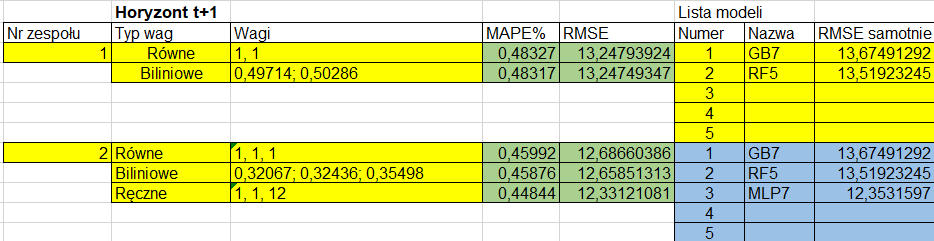 Horyzont t+1 Lista modeli
Nr zespołu Typ wag Wagi MAPE% RMSE Numer Nazwa RMSE samotnie
1 Równe 1, 1 0,48327 13,24793924 1 GB7 13,67491292
Biliniowe 0,49714; 0,50286 0,48317 13,24749347 2 RF5 13,51923245
3
4
5
2 Równe 1, 1, 1 0,45992 12,68660386 1 GB7 13,67491292
Biliniowe 0,32067; 0,32436; 0,35498 0,45876 12,65851313 2 RF5 13,51923245
Ręczne 1, 1, 12 0,44844 12,33121081 3 MLP7 12,3531597
4
5